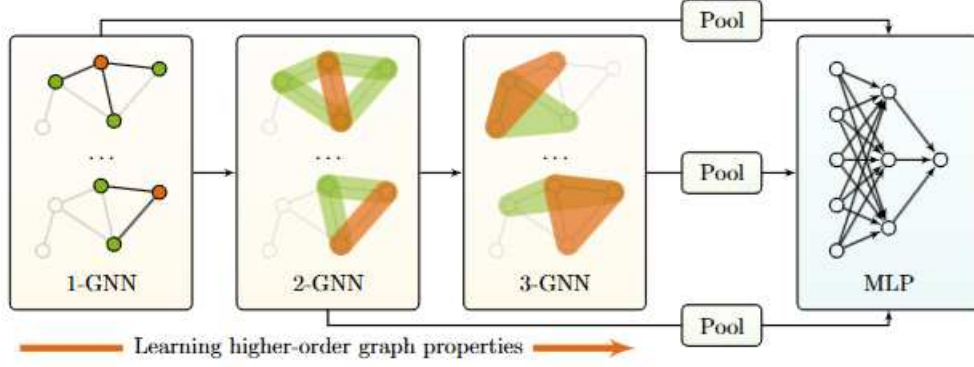 Pool
...
...
...
Pool
1-GNN
2-GNN
3-GNN
MLP
Pool
Learning higher-order graph properties